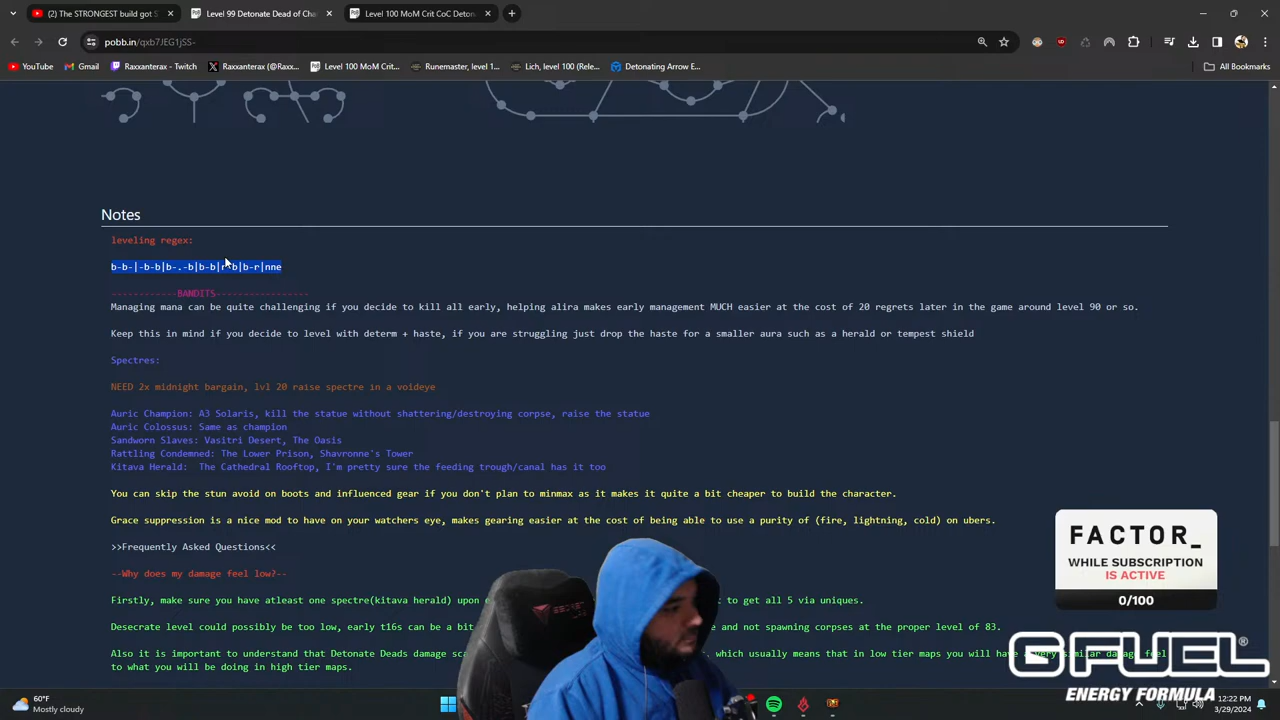 (2) The STRONGEST build got S
Level 99 Detonate Dead of Chan
Level 100 MoM Crit CoC Deton
pobb.in/qxb7JEG1jSS-
YouTube
Gmail
Raxxanterax - Twitch
Raxxanterax (@Raxx...
Level 100 MoM Crit...
Runemaster, level 1...
Lich, level 100 (Rele...
Detonating Arrow E...
All Bookmarks
Notes
leveling regex:
b-b-|-b-b|b-.-b|b-b|r-b|b-r|nne
------------BANDITS-----------------
Managing mana can be quite challenging if you decide to kill all early, helping alira makes early management MUCH easier at the cost of 20 regrets later in the game around level 90 or so.
Keep this in mind if you decide to level with determ + haste, if you are struggling just drop the haste for a smaller aura such as a herald or tempest shield
Spectres:
NEED 2x midnight bargain, lvl 20 raise spectre in a voideye
Auric Champion: A3 Solaris, kill the statue without shattering/destroying corpse, raise the statue
Auric Colossus: Same as champion
Sandworn Slaves: Vasitri Desert, The Oasis
Rattling Condemned: The Lower Prison, Shavronne's Tower
Kitava Herald:  The Cathedral Rooftop, I'm pretty sure the feeding trough/canal has it too
You can skip the stun avoid on boots and influenced gear if you don't plan to minmax as it makes it quite a bit cheaper to build the character.
Grace suppression is a nice mod to have on your watchers eye, makes gearing easier at the cost of being able to use a purity of (fire, lightning, cold) on ubers.
>>Frequently Asked Questions<<
--Why does my damage feel low?--
Firstly, make sure you have atleast one spectre(kitava herald) upon to get all 5 via uniques.
Desecrate level could possibly be too low, early t16s can be a bit and not spawning corpses at the proper level of 83.
Also it is important to understand that Detonate Deads damage sca which usually means that in low tier maps you will have a very similar damage feel
to what you will be doing in high tier maps.
FACTOR_
WHILE SUBSCRIPTION
IS ACTIVE
0/100
GFUEL®
ENERGY FORMULA
SECRET
60°F
Mostly cloudy
12:22 PM
3/29/2024